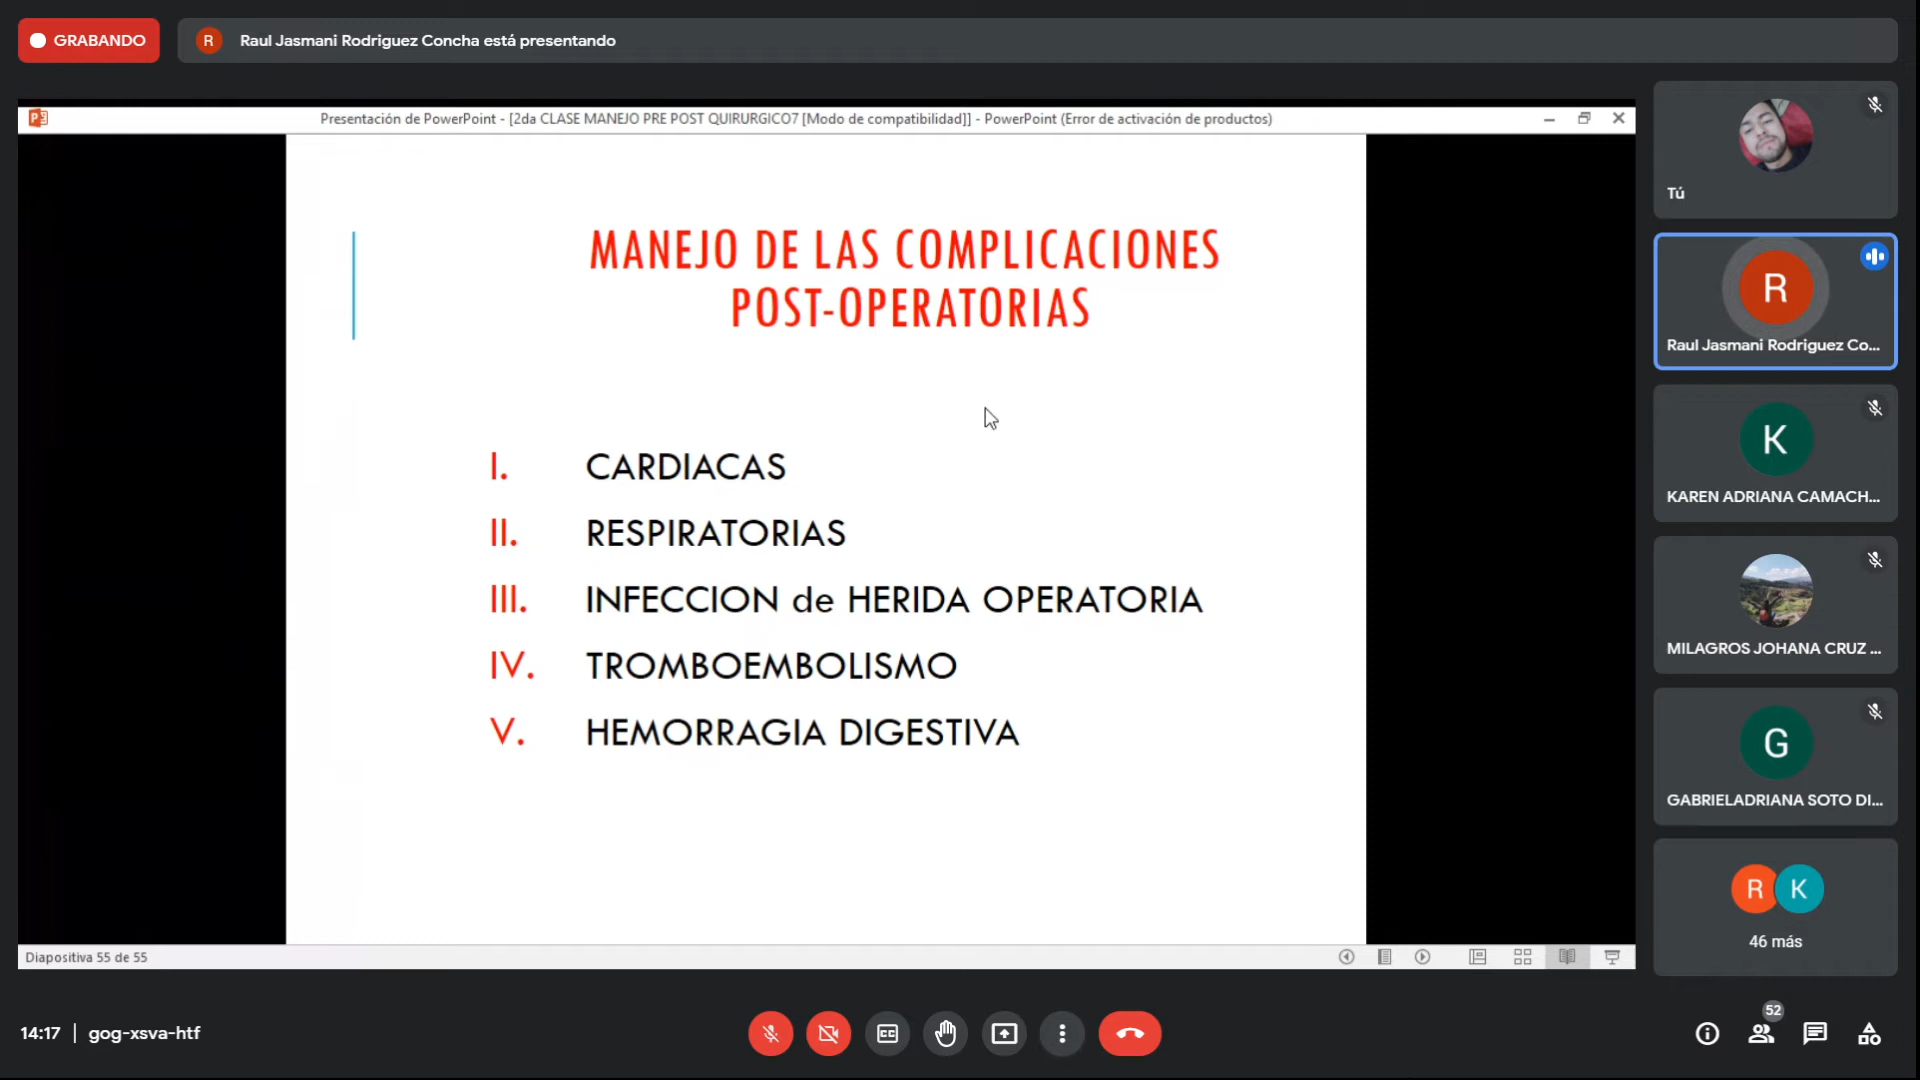 GRABANDO
R
Raul Jasmani Rodriguez Concha está presentando
Presentación de PowerPoint - [2da CLASE MANEJO PRE POST QUIRURGICO7 [Modo de compatibilidad]] - PowerPoint (Error de activación de productos)
MANEJO DE LAS COMPLICACIONES
POST-OPERATORIAS
I. CARDIACAS
II. RESPIRATORIAS
III. INFECCION de HERIDA OPERATORIA
IV. TROMBOEMBOLISMO
V. HEMORRAGIA DIGESTIVA
Diapositiva 55 de 55
Tú
R
Raul Jasmani Rodriguez Co...
K
KAREN ADRIANA CAMACH...
MILAGROS JOHANA CRUZ ...
G
GABRIELADRIANA SOTO DI...
R K
46 más
14:17 | gog-xsva-htf
CC
52